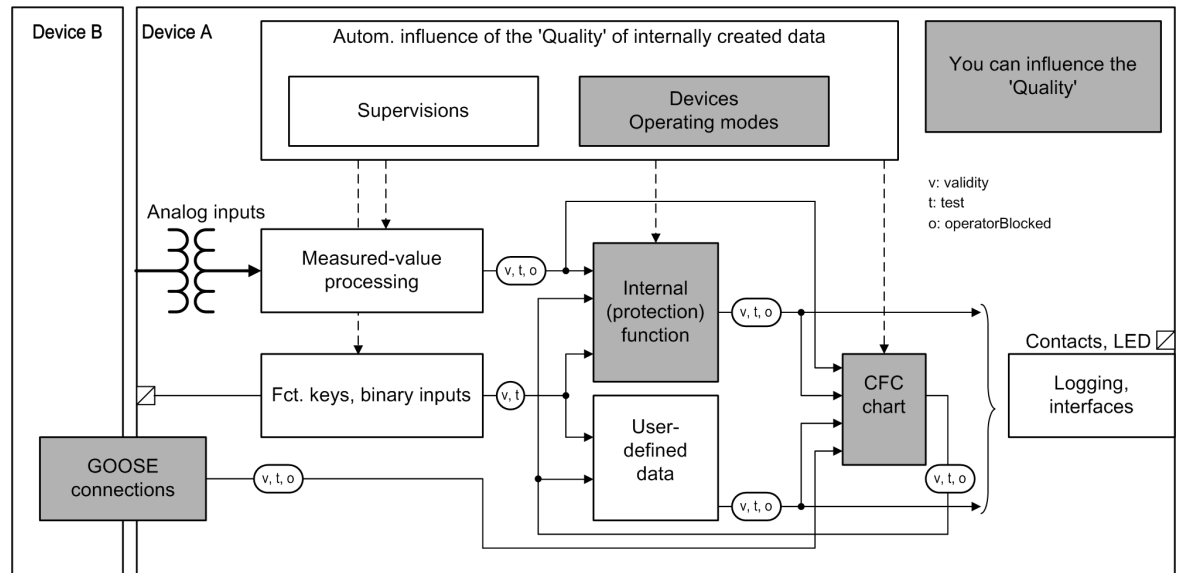 Device B
Device A
Autom. influence of the 'Quality' of internally created data
You can influence the
'Quality'
Supervisions
Devices
Operating modes
v: validity
t: test
o: operatorBlocked
Analog inputs
Measured-value
processing
v, t, o
Internal
(protection)
function
v, t, o
Contacts, LED
Fct. keys, binary inputs
v, t
CFC
chart
Logging,
interfaces
User-
defined
data
GOOSE
connections
v, t, o
v, t, o
v, t, o